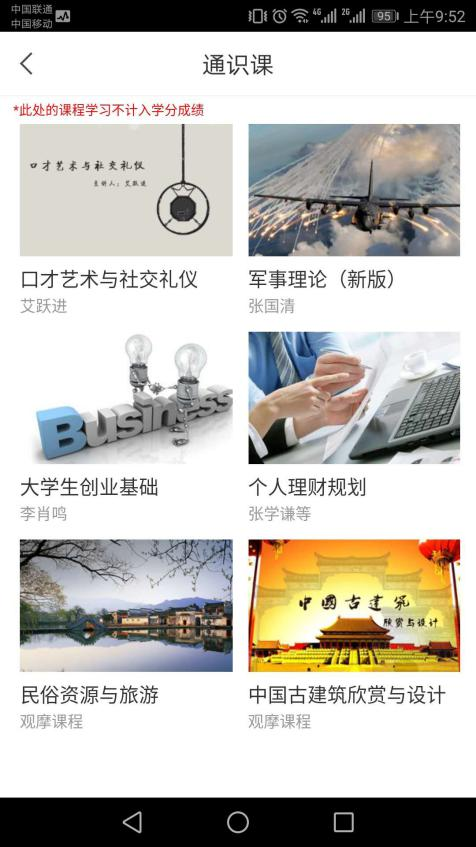 中国联通
中国移动
4G
2G
95
上午9:52
通识课
*此处的课程学习不计入学分成绩
口才艺术与社交礼仪
主讲人：艾跃进
口才艺术与社交礼仪
艾跃进
军事理论（新版）
张国清
Business
大学生创业基础
李肖鸣
个人理财规划
张学谦等
中国古建筑
欣赏与设计
民俗资源与旅游
观摩课程
中国古建筑欣赏与设计
观摩课程